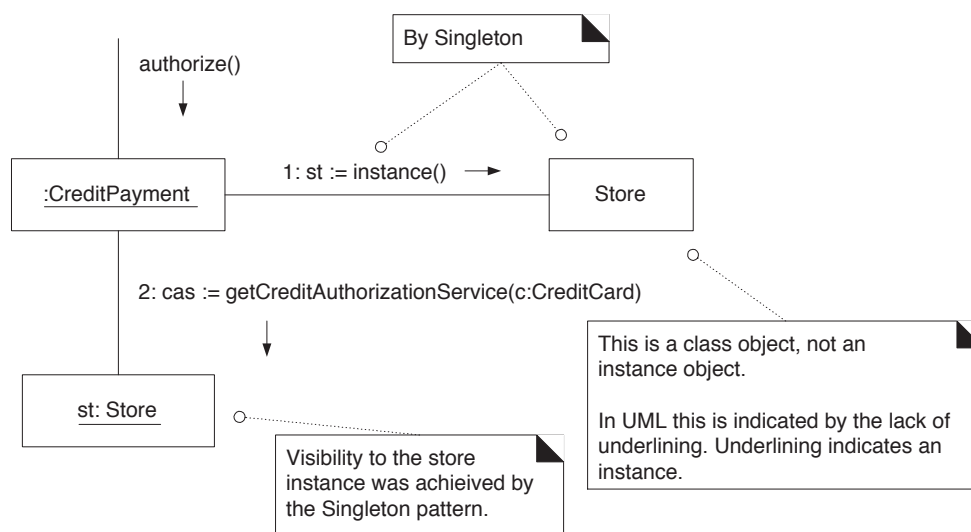 By Singleton
authorize()
1: st := instance()
:CreditPayment
Store
2: cas := getCreditAuthorizationService(c:CreditCard)
This is a class object, not an
instance object.
In UML this is indicated by the lack of
underlining. Underlining indicates an
instance.
st: Store
Visibility to the store
instance was achieived by
the Singleton pattern.